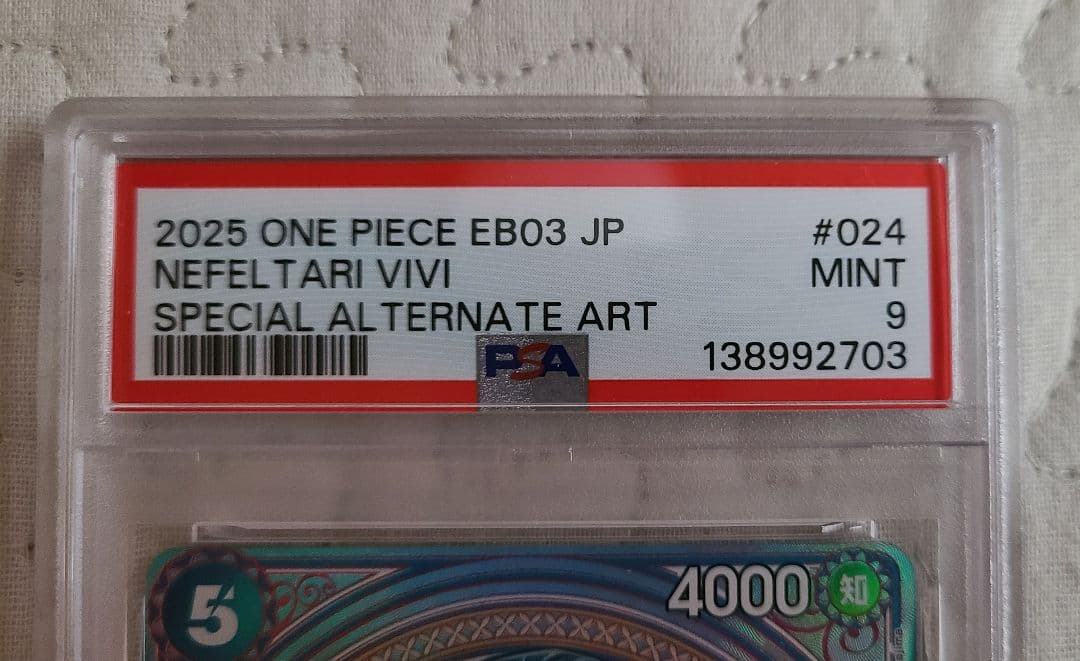 2025 ONE PIECE EB03 JP #024
NEFELTARI VIVI MINT
SPECIAL ALTERNATE ART 9
PSA 138992703
5 4000 知